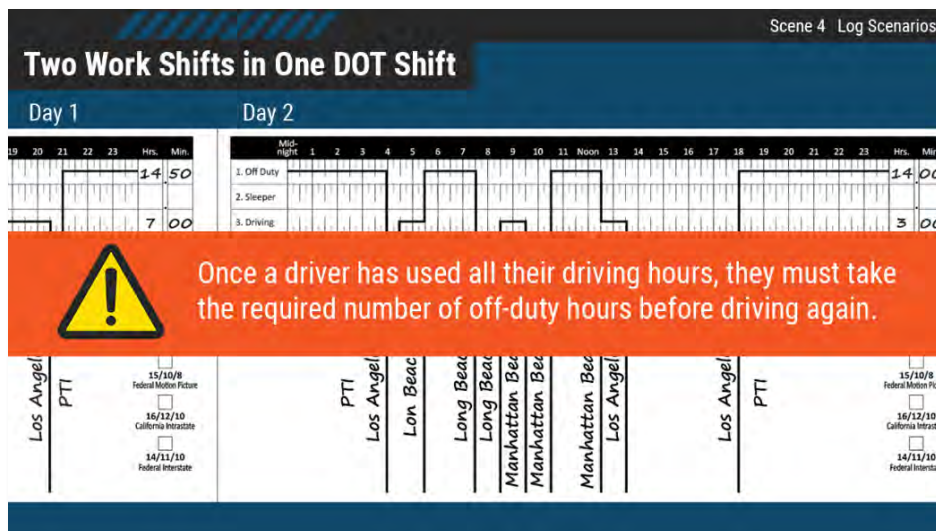 Scene 4 Log Scenarios
Two Work Shifts in One DOT Shift
Day 1
Day 2
19 20 21 22 23 Hrs. Min.
14 50
7 00
Mid-
night 1 2 3 4 5 6 7 8 9 10 11 Noon 13 14 15 16 17 18 19 20 21 22 23 Hrs. Min
1. Off Duty
14 00
2. Sleeper
3. Driving
3 00
Once a driver has used all their driving hours, they must take
the required number of off-duty hours before driving again.
Los Angel
PTI
15/10/8
Federal Motion Picture
16/12/10
California Intrastate
14/11/10
Federal Interstate
PTI
Los Angel
Lon Beac
Long Beac
Long Beac
Manhattan Bea
Manhattan Bea
Manhattan Bea
Los Angel
Los Angel
PTI
15/10/8
Federal Motion Pic
16/12/10
California Intrast
14/11/10
Federal Intersta